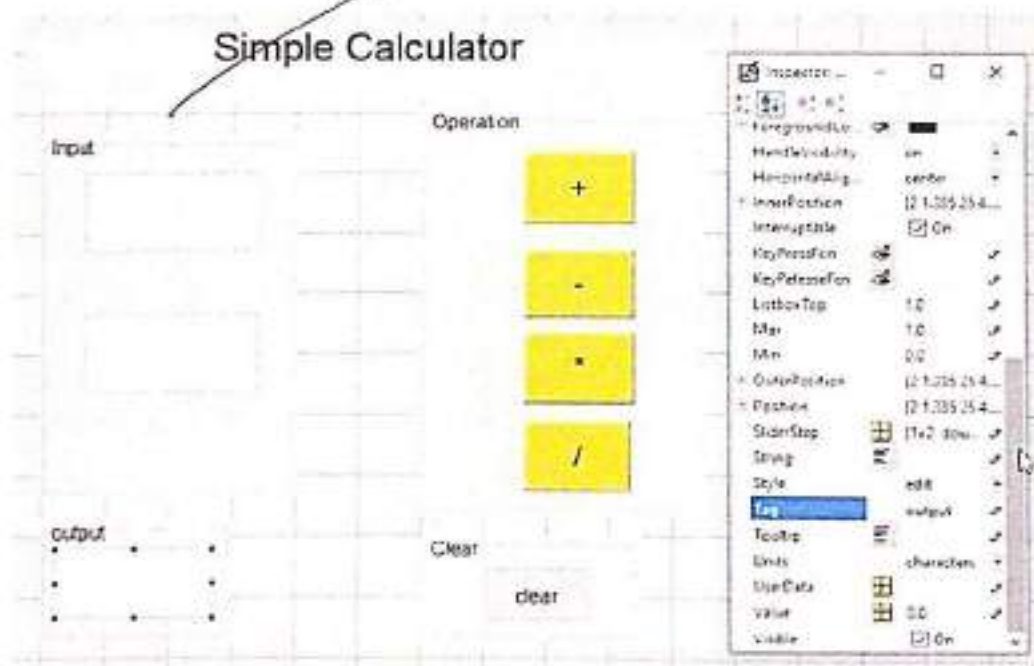 Simple Calculator
Input
Operation
+
-
*
/
output
Clear
clear
Inspector: ...
HandleVisibility on
HorizontalAlig... center
InnerPosition
Interruptible On
KeyPressFcn
KeyReleaseFcn
ListboxTop 1.0
Max 1.0
Min 0.0
OuterPosition
Position
SliderStep
String
Style edit
Tag output
Tooltip
Units characters
UserData
Value 0.0
Visible On